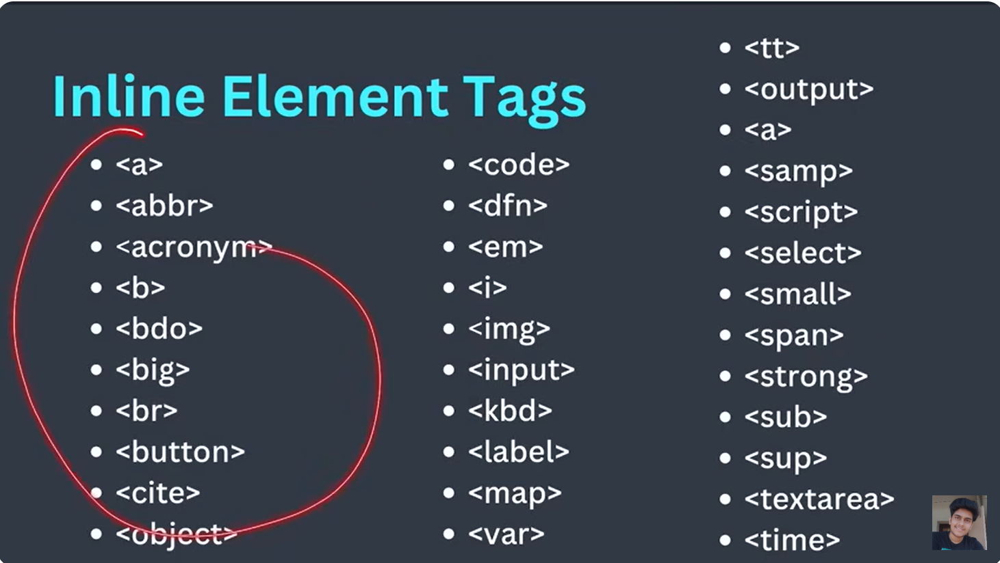 Inline Element Tags
<a>
<abbr>
<acronym>
<b>
<bdo>
<big>
<br>
<button>
<cite>
<object>
<code>
<dfn>
<em>
<i>
<img>
<input>
<kbd>
<label>
<map>
<var>
<tt>
<output>
<a>
<samp>
<script>
<select>
<small>
<span>
<strong>
<sub>
<sup>
<textarea>
<time>